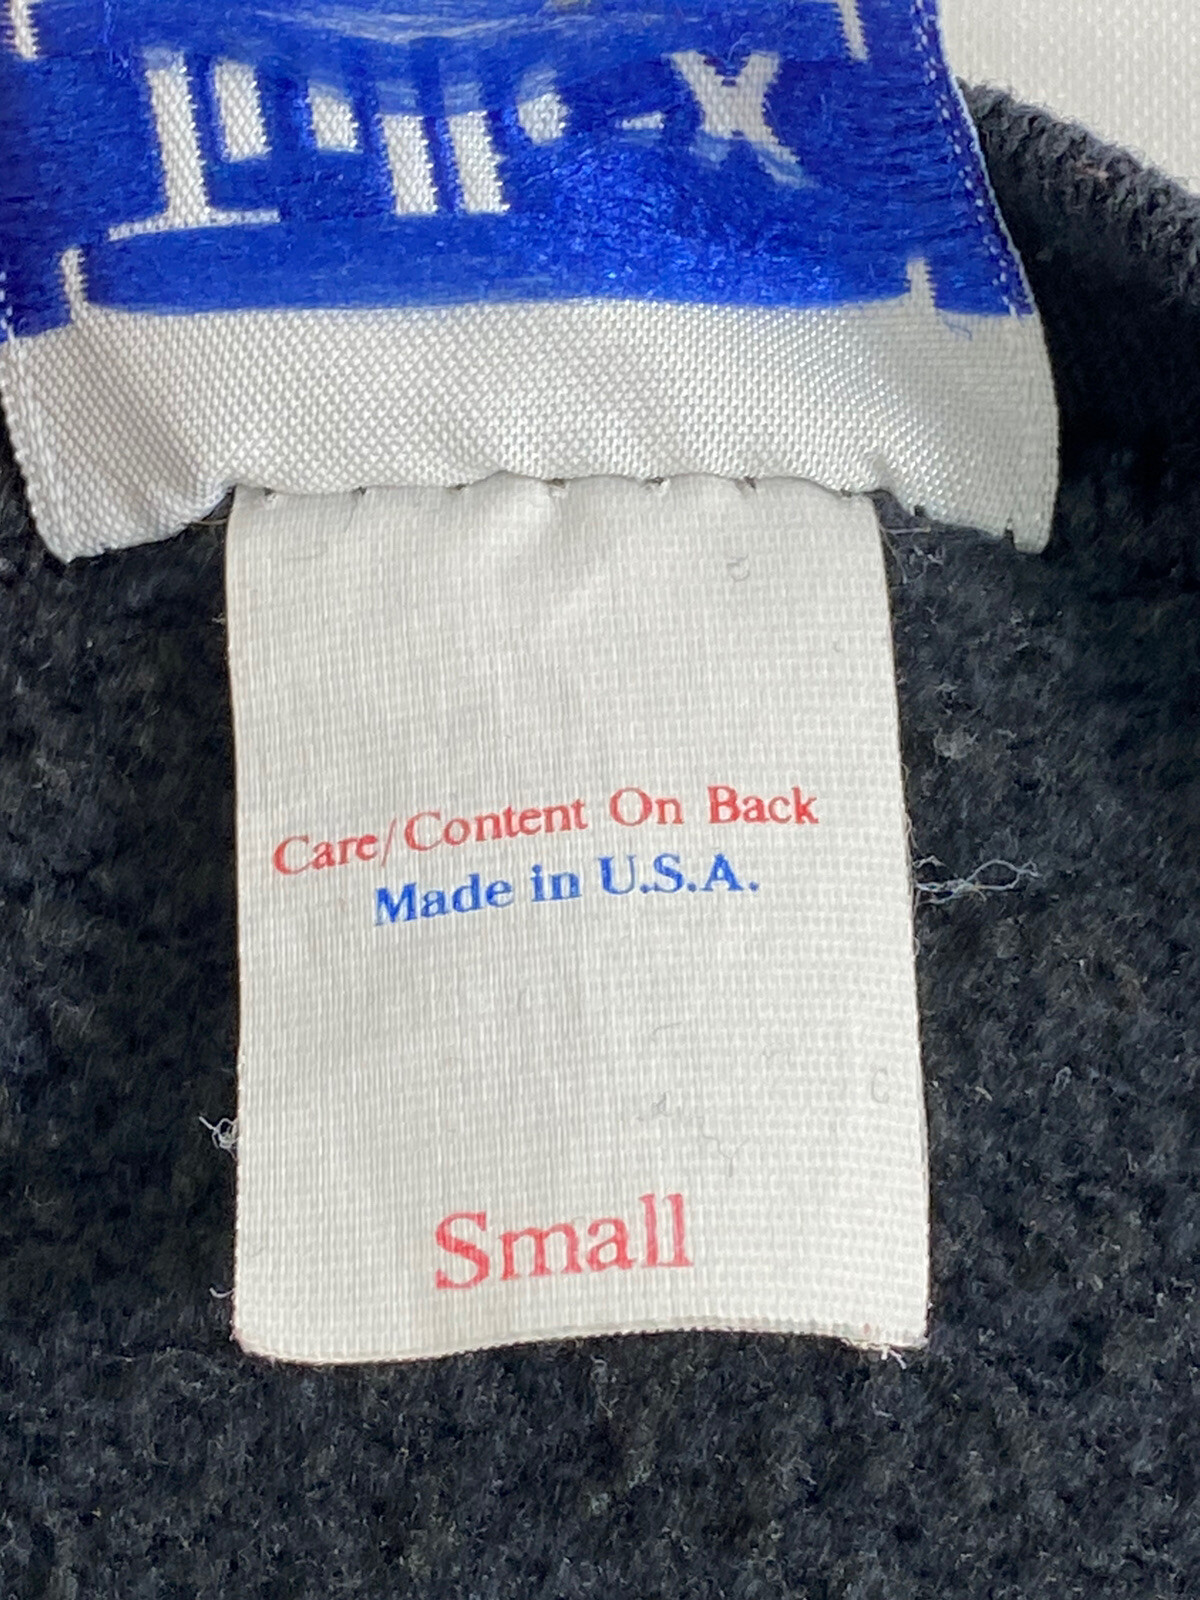 Care/Content On Back
Made in U.S.A.
Small